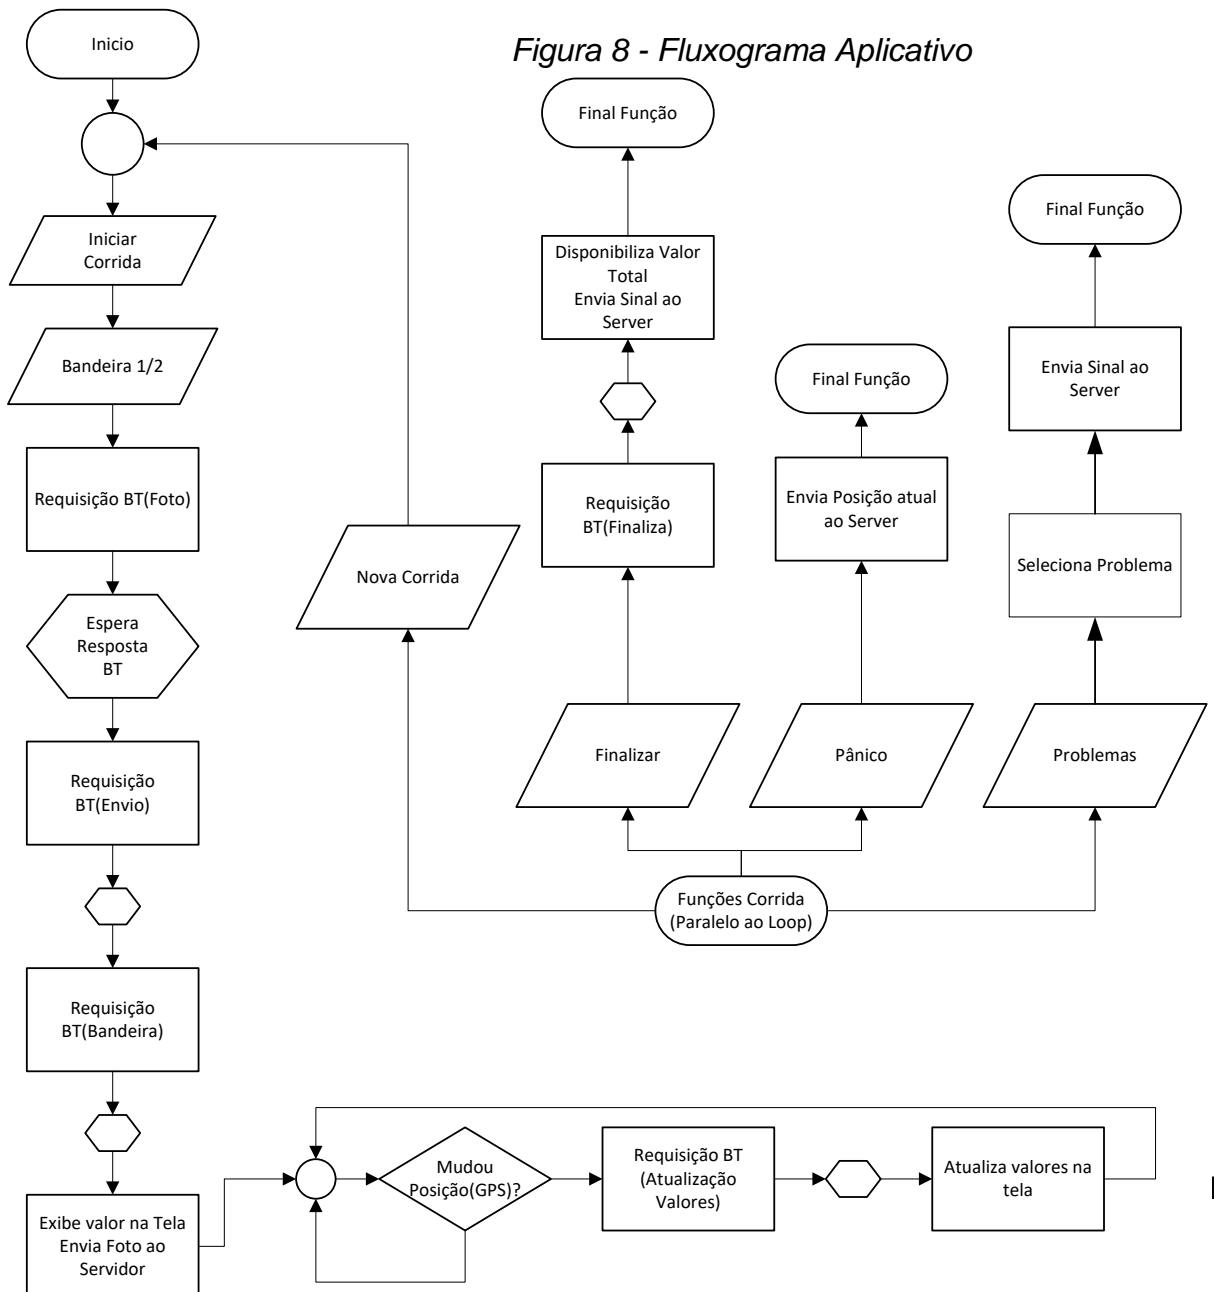 Figura 8 - Fluxograma Aplicativo
Inicio
Iniciar
Corrida
Bandeira 1/2
Requisição BT(Foto)
Espera
Resposta
BT
Requisição
BT(Envio)
Requisição
BT(Bandeira)
Exibe valor na Tela
Envia Foto ao
Servidor
Mudou
Posição(GPS)?
Requisição BT
(Atualização
Valores)
Atualiza valores na
tela
Nova Corrida
Final Função
Disponibiliza Valor
Total
Envia Sinal ao
Server
Requisição
BT(Finaliza)
Finalizar
Final Função
Envia Posição atual
ao Server
Pânico
Final Função
Envia Sinal ao
Server
Seleciona Problema
Problemas
Funções Corrida
(Paralelo ao Loop)